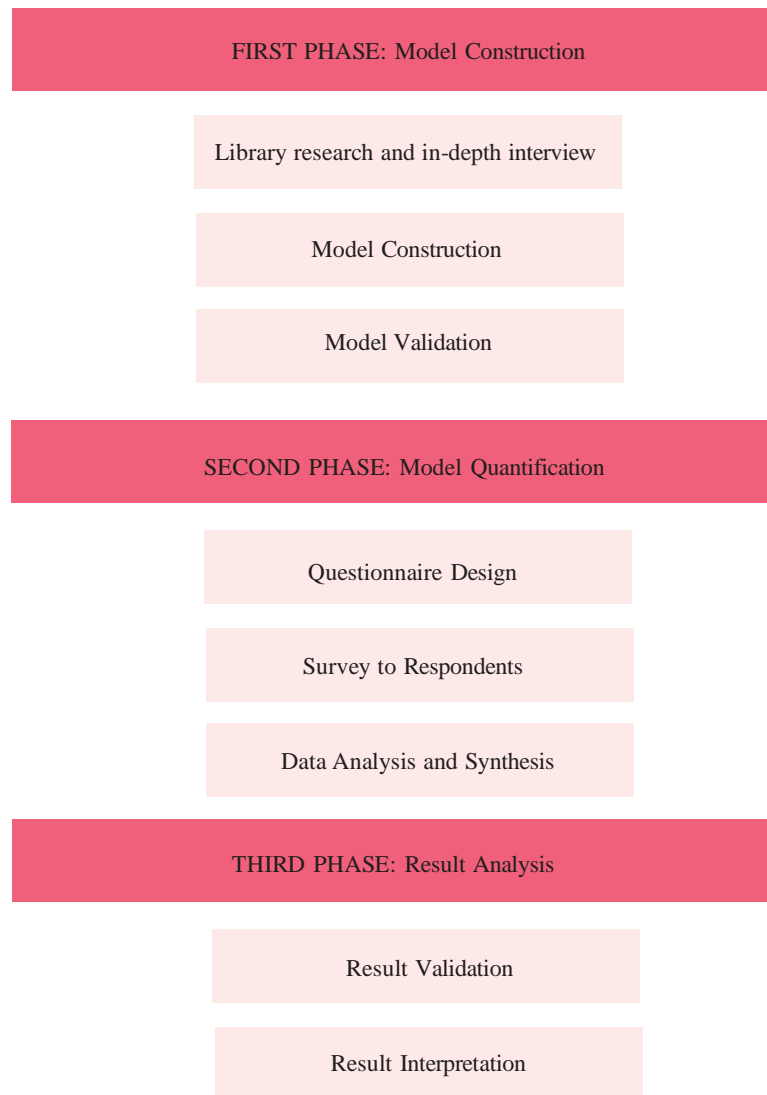 FIRST PHASE: Model Construction
Library research and in-depth interview
Model Construction
Model Validation
SECOND PHASE: Model Quantification
Questionnaire Design
Survey to Respondents
Data Analysis and Synthesis
THIRD PHASE: Result Analysis
Result Validation
Result Interpretation